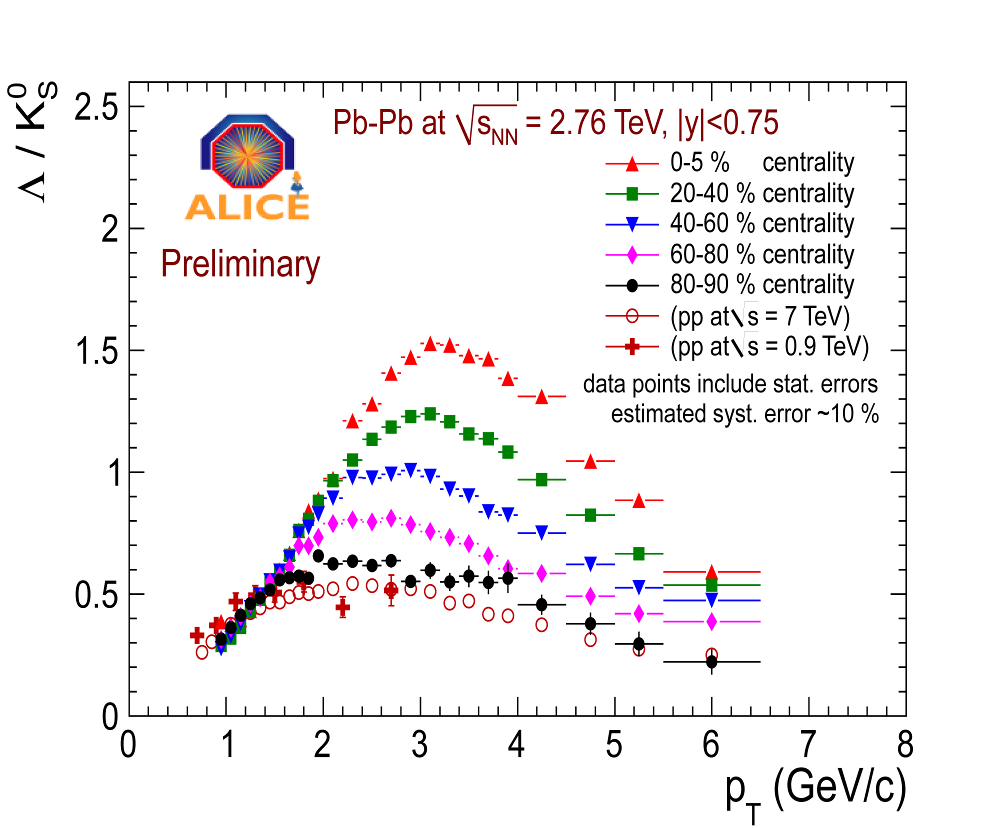 Λ / K⁰S
2.5
2
1.5
1
0.5
0
0 1 2 3 4 5 6 7 8
pT (GeV/c)
Pb-Pb at √sNN = 2.76 TeV, |y|<0.75
ALICE
Preliminary
0-5 % centrality
20-40 % centrality
40-60 % centrality
60-80 % centrality
80-90 % centrality
(pp at√s = 7 TeV)
(pp at√s = 0.9 TeV)
data points include stat. errors
estimated syst. error ~10 %